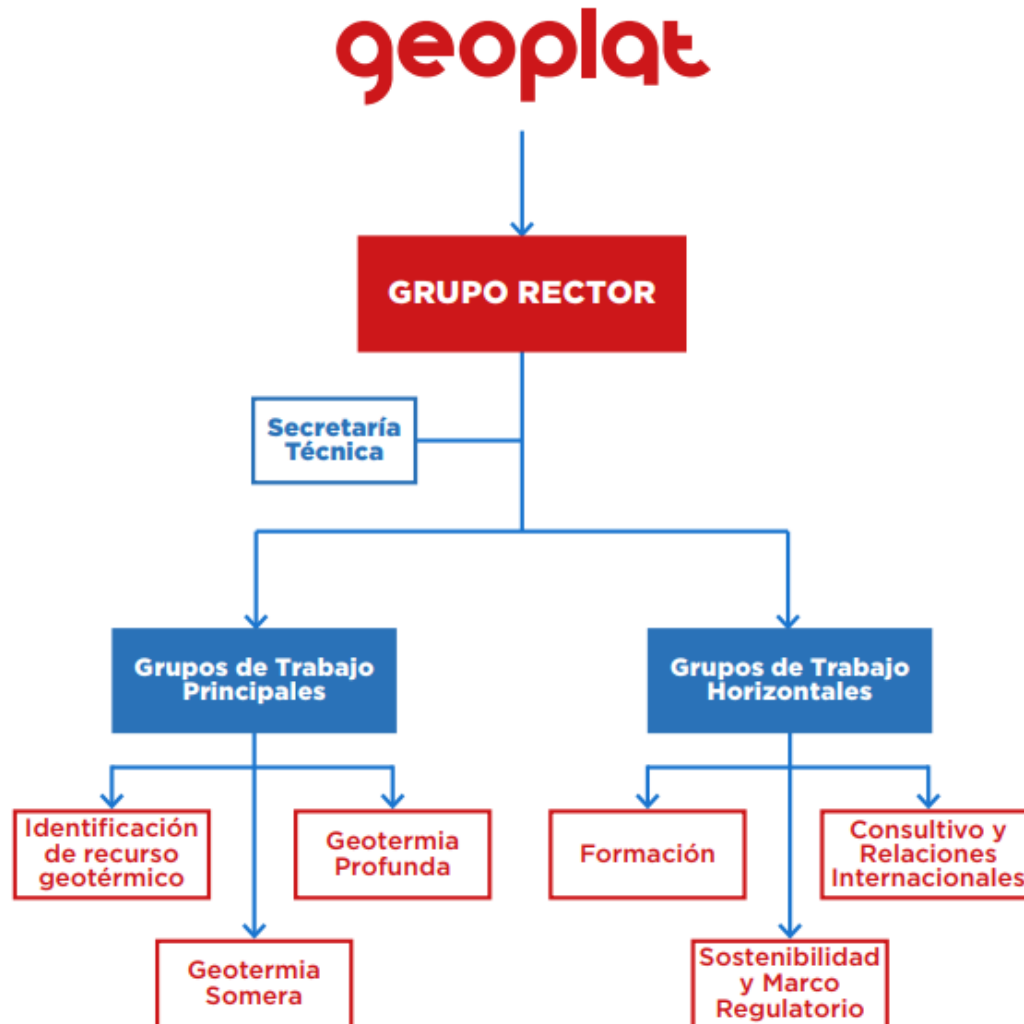 geoplat
GRUPO RECTOR
Secretaría
Técnica
Grupos de Trabajo
Principales
Grupos de Trabajo
Horizontales
Identificación
de recurso
geotérmico
Geotermia
Profunda
Formación
Consultivo y
Relaciones
Internacionales
Geotermia
Somera
Sostenibilidad
y Marco
Regulatorio